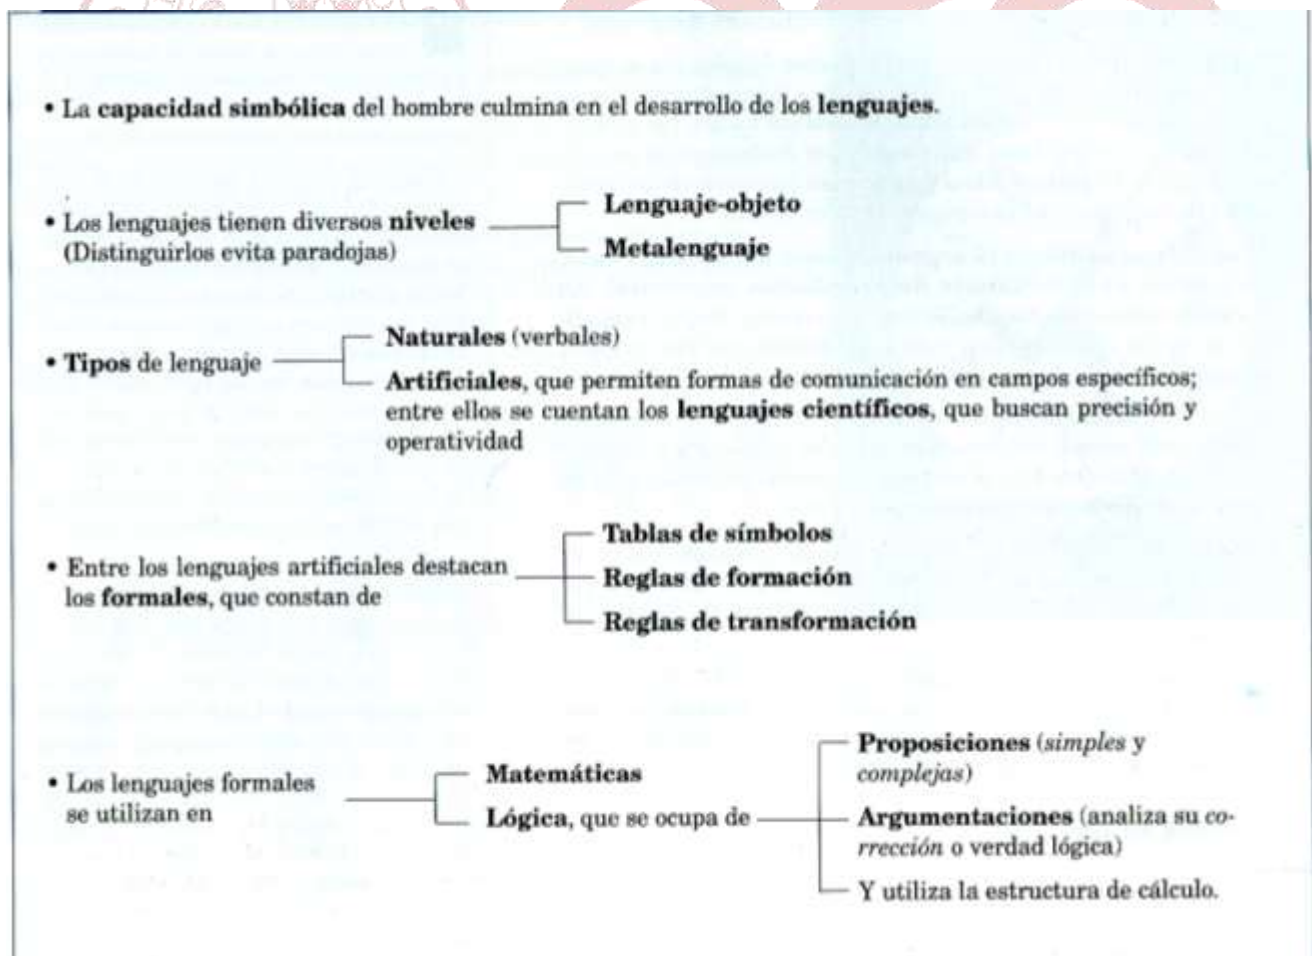 • La capacidad simbólica del hombre culmina en el desarrollo de los lenguajes.
• Los lenguajes tienen diversos niveles
(Distinguirlos evita paradojas)
Lenguaje-objeto
Metalenguaje
• Tipos de lenguaje
Naturales (verbales)
Artificiales, que permiten formas de comunicación en campos específicos;
entre ellos se cuentan los lenguajes científicos, que buscan precisión y
operatividad
• Entre los lenguajes artificiales destacan
los formales, que constan de
Tablas de símbolos
Reglas de formación
Reglas de transformación
• Los lenguajes formales
se utilizan en
Matemáticas
Lógica, que se ocupa de
Proposiciones (simples y
complejas)
Argumentaciones (analiza su co-
rrección o verdad lógica)
Y utiliza la estructura de cálculo.